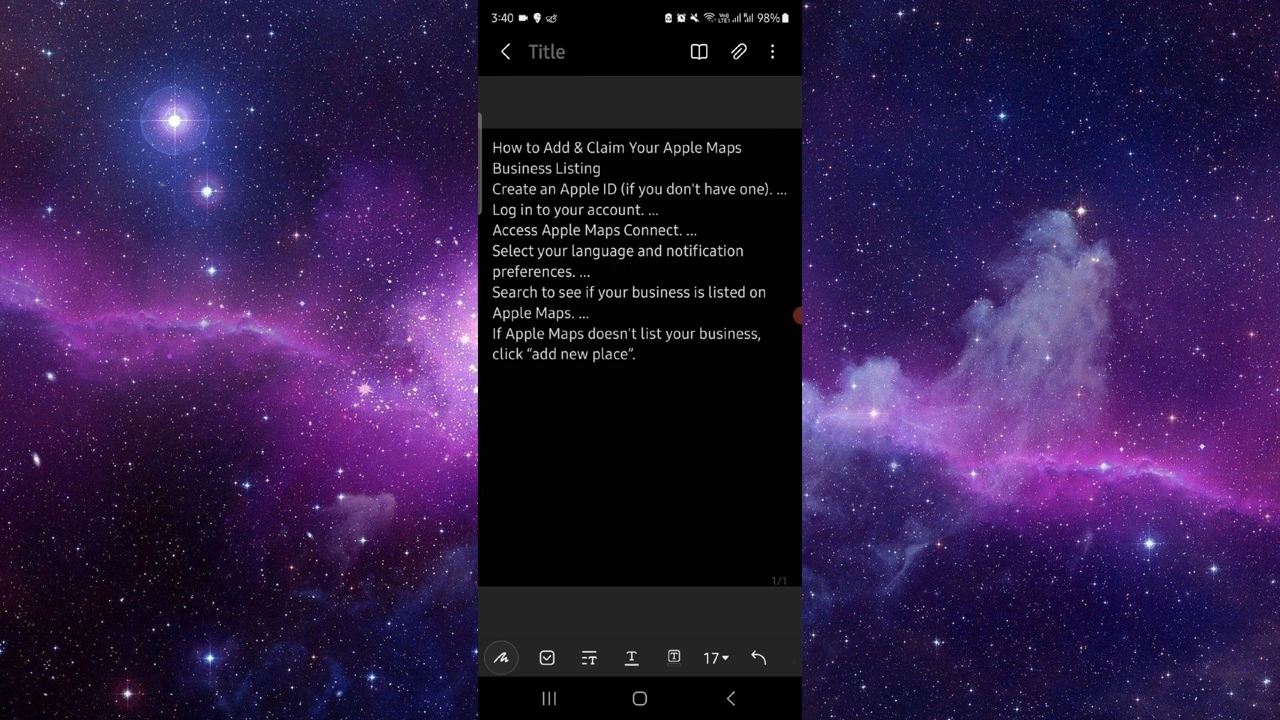 3:40 98%
Title
How to Add & Claim Your Apple Maps
Business Listing
Create an Apple ID (if you don't have one). ...
Log in to your account. ...
Access Apple Maps Connect. ...
Select your language and notification
preferences. ...
Search to see if your business is listed on
Apple Maps. ...
If Apple Maps doesn't list your business,
click “add new place”.
1/1
17